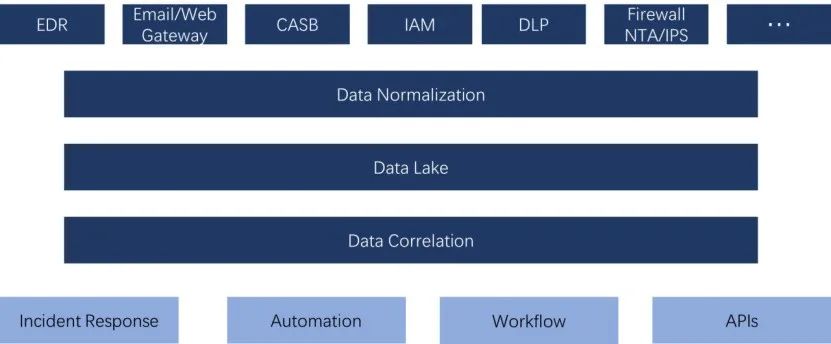 EDR
Email/Web
Gateway
CASB
IAM
DLP
Firewall
NTA/IPS
...
Data Normalization
Data Lake
Data Correlation
Incident Response
Automation
Workflow
APIs